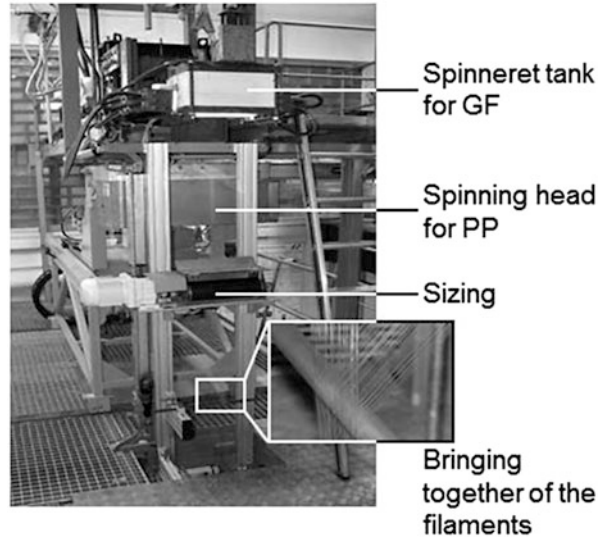 Spinneret tank
for GF
Spinning head
for PP
Sizing
Bringing
together of the
filaments